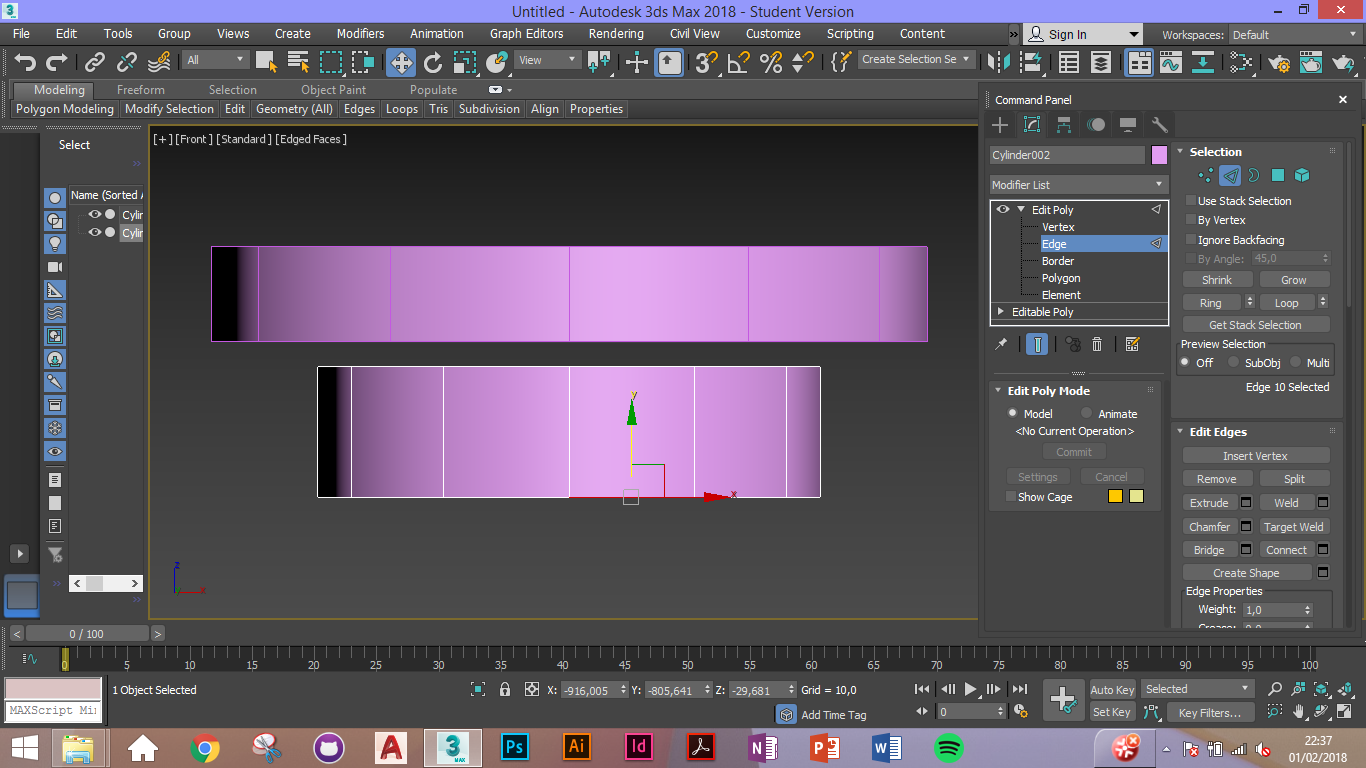 Untitled - Autodesk 3ds Max 2018 - Student Version
File Edit Tools Group Views Create Modifiers Animation Graph Editors Rendering Civil View Customize Scripting Content » Sign In Workspaces: Default
All View Create Selection Se
Modeling Freeform Selection Object Paint Populate
Polygon Modeling Modify Selection Edit Geometry (All) Edges Loops Tris Subdivision Align Properties
Select
Name (Sorted A
Cylin
Cylin
[+] [Front ] [Standard ] [Edged Faces ]
y
x
z
x
Command Panel
Cylinder002
Modifier List
Edit Poly
Vertex
Edge
Border
Polygon
Element
Editable Poly
Edit Poly Mode
Model Animate
<No Current Operation>
Commit
Settings Cancel
Show Cage
Selection
Use Stack Selection
By Vertex
Ignore Backfacing
By Angle: 45,0
Shrink Grow
Ring Loop
Get Stack Selection
Preview Selection
Off SubObj Multi
Edge 10 Selected
Edit Edges
Insert Vertex
Remove Split
Extrude Weld
Chamfer Target Weld
Bridge Connect
Create Shape
Edge Properties
Weight: 1,0
< 0 / 100 >
0 5 10 15 20 25 30 35 40 45 50 55 60 65 70 75 80 85 90 95 100
1 Object Selected X: -916,005 Y: -805,641 Z: -29,681 Grid = 10,0 Auto Key Selected
MAXScript Mi Add Time Tag 0 Set Key Key Filters...
A 3 MAX Ps Ai Id N P W 22:37
01/02/2018